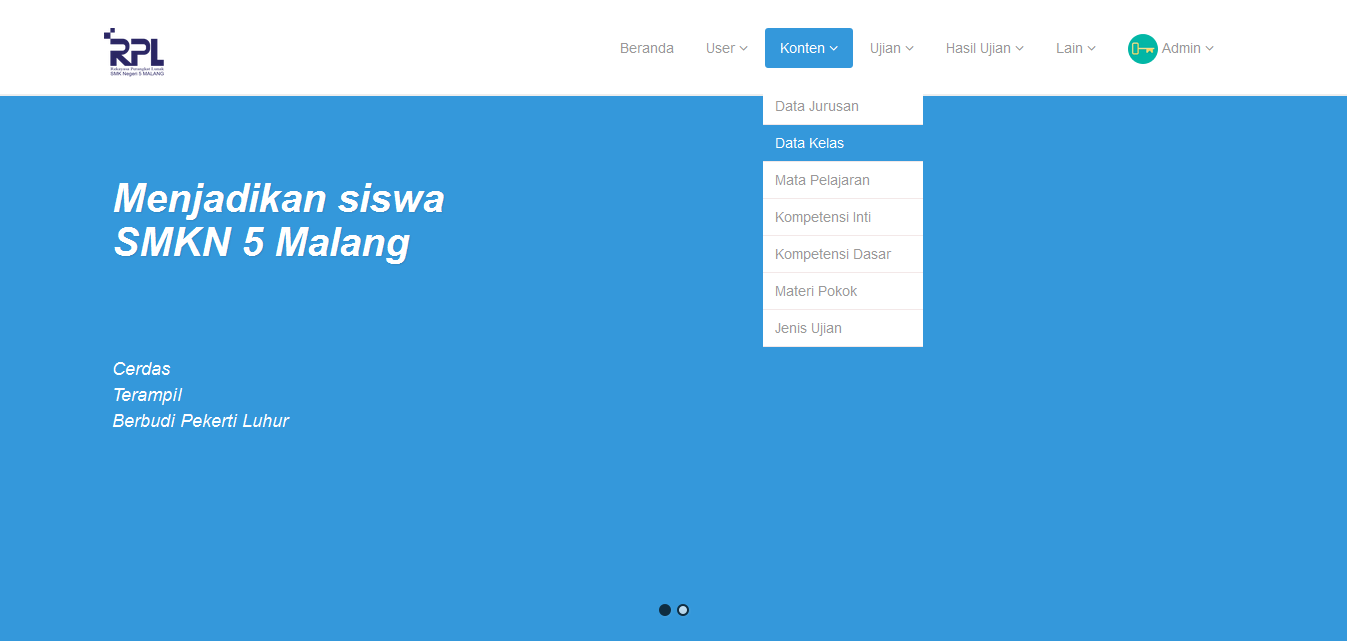 RPL
Rekayasa Perangkat Lunak
SMK Negeri 5 MALANG
Beranda
User
Konten
Ujian
Hasil Ujian
Lain
Admin
Data Jurusan
Data Kelas
Mata Pelajaran
Kompetensi Inti
Kompetensi Dasar
Materi Pokok
Jenis Ujian
Menjadikan siswa
SMKN 5 Malang
Cerdas
Terampil
Berbudi Pekerti Luhur